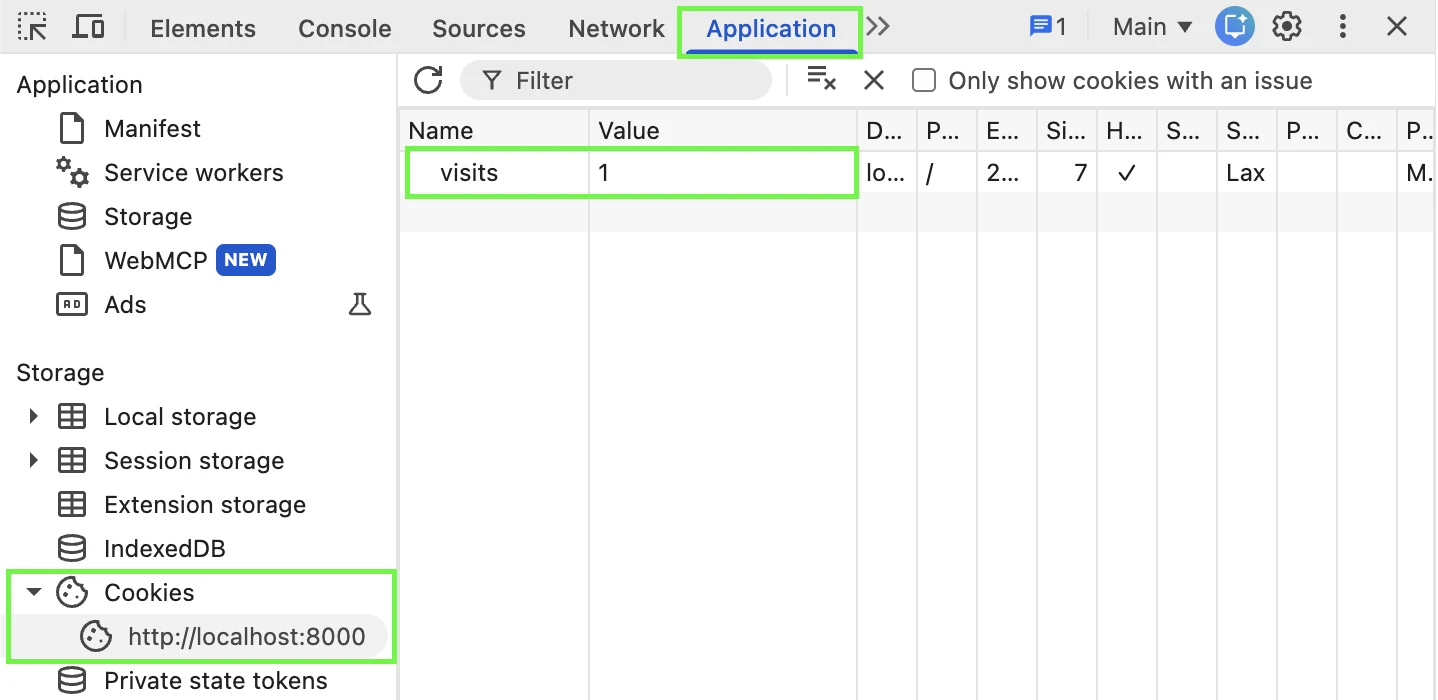 Elements Console Sources Network Application 1 Main
Application
Manifest
Service workers
Storage
WebMCP NEW
AD Ads
Storage
Local storage
Session storage
Extension storage
IndexedDB
Cookies
http://localhost:8000
Private state tokens
Filter Only show cookies with an issue
Name Value D... P... E... Si... H... S... S... P... C... P..
visits 1 lo... / 2... 7 ✓ Lax M.